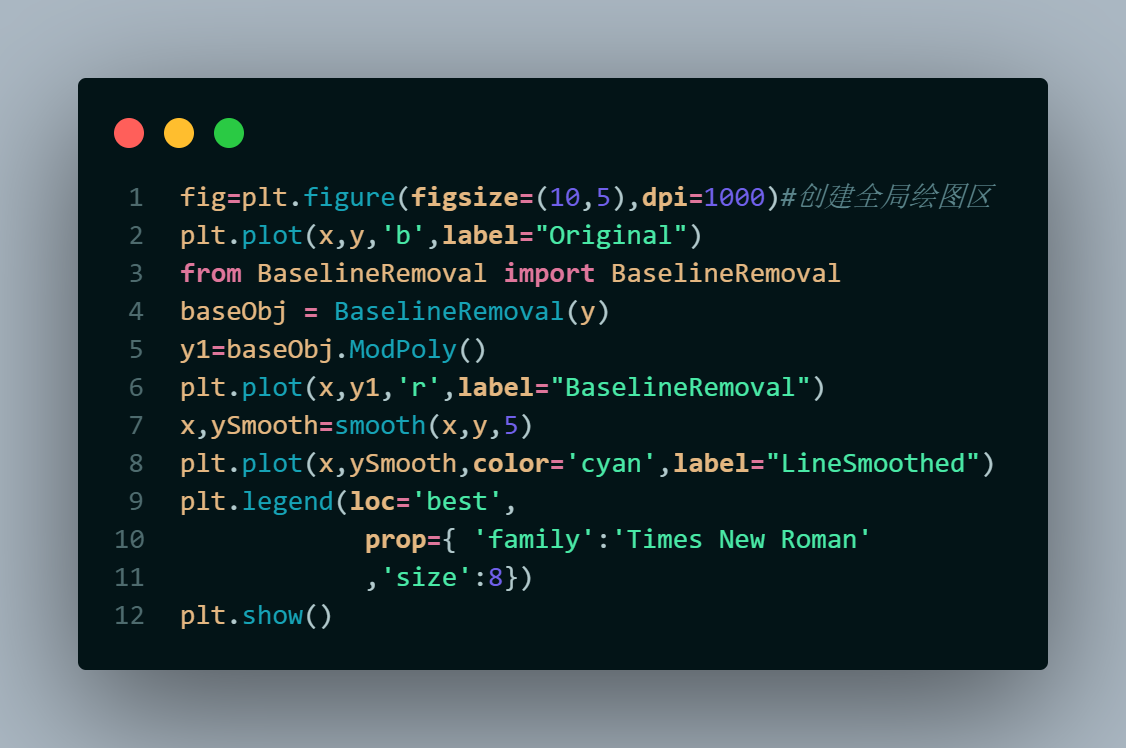 1 fig=plt.figure(figsize=(10,5),dpi=1000)#创建全局绘图区
2 plt.plot(x,y,'b',label="Original")
3 from BaselineRemoval import BaselineRemoval
4 baseObj = BaselineRemoval(y)
5 y1=baseObj.ModPoly()
6 plt.plot(x,y1,'r',label="BaselineRemoval")
7 x,ySmooth=smooth(x,y,5)
8 plt.plot(x,ySmooth,color='cyan',label="LineSmoothed")
9 plt.legend(loc='best',
10             prop={ 'family':'Times New Roman'
11             ,'size':8})
12 plt.show()